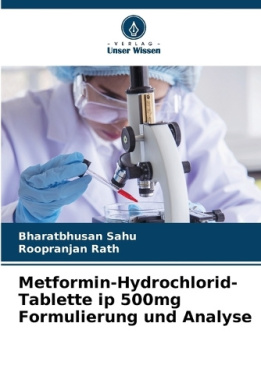 VERLAG
Unser Wissen
Bharatbhusan Sahu
Roopranjan Rath
Metformin-Hydrochlorid-
Tablette ip 500mg
Formulierung und Analyse